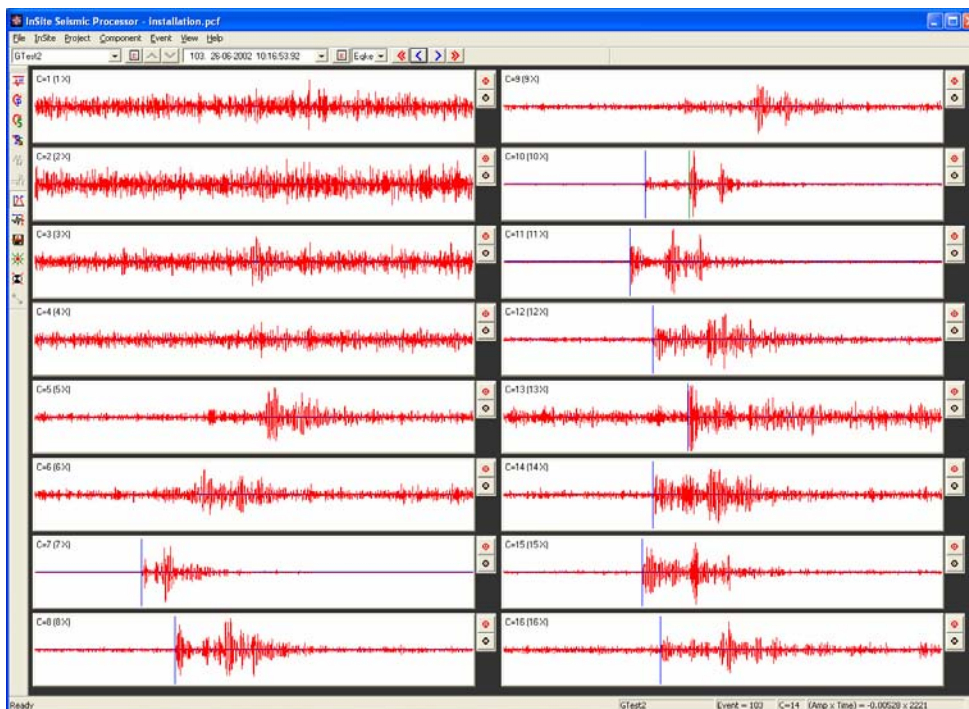 InSite Seismic Processor - installation.pcf
File InSite Project Component Event View Help
GTest2 103. 26-06-2002 10:16:53.92 Eqke
C=1 (1X)
C=2 (2X)
C=3 (3X)
C=4 (4X)
C=5 (5X)
C=6 (6X)
C=7 (7X)
C=8 (8X)
C=9 (9X)
C=10 (10X)
C=11 (11X)
C=12 (12X)
C=13 (13X)
C=14 (14X)
C=15 (15X)
C=16 (16X)
Ready GTest2 Event = 103 C=14 (Amp x Time) = -0.00528 x 2221